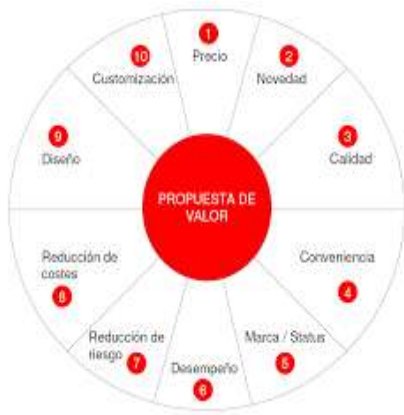 1
Precio
2
Novedad
3
Calidad
Conveniencia
4
Marca / Status
5
Desempeño
6
Reducción de
riesgo
7
Reducción de
costes
8
9
Diseño
10
Customización
PROPUESTA DE
VALOR